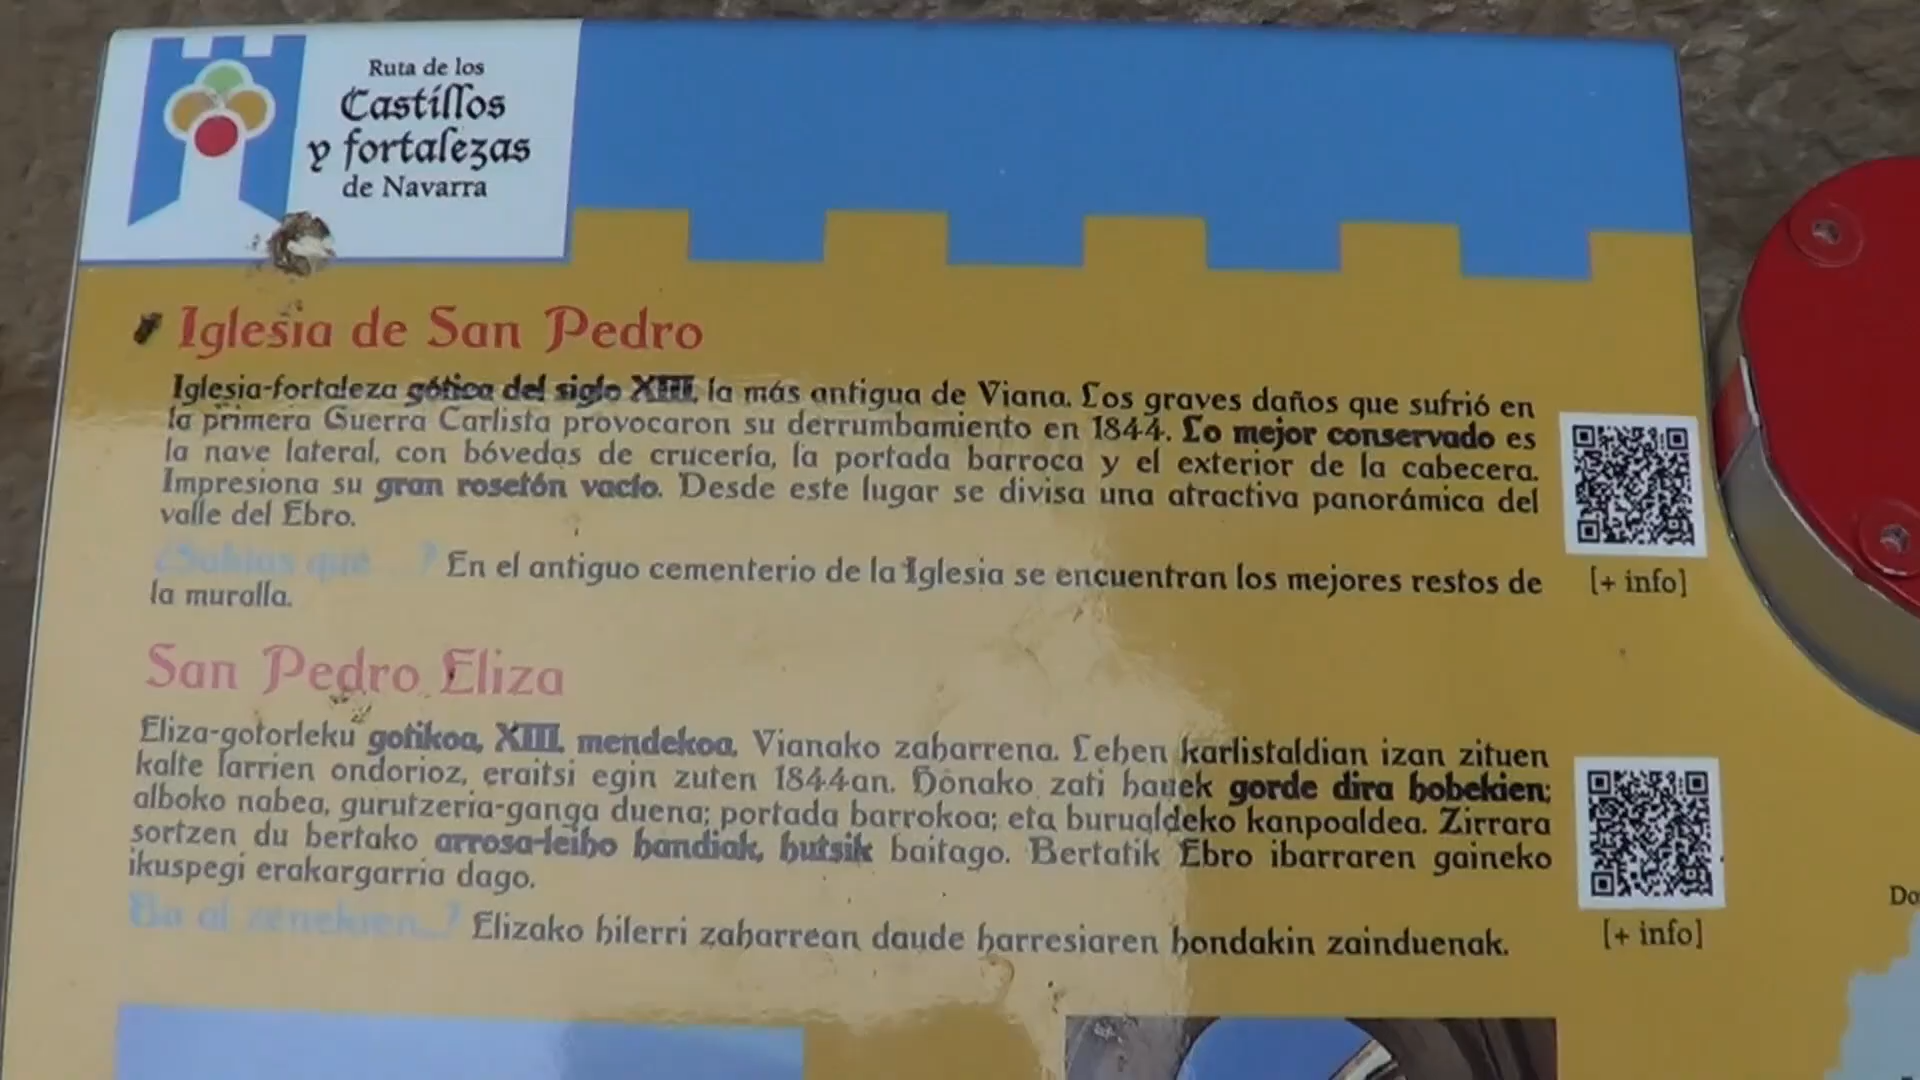 Ruta de los
Castillos
y fortalezas
de Navarra
Iglesia de San Pedro
Iglesia-fortaleza gótica del siglo XIII, la más antigua de Viana. Los graves daños que sufrió en
la primera Guerra Carlista provocaron su derrumbamiento en 1844. Lo mejor conservado es
la nave lateral, con bóvedas de crucería, la portada barroca y el exterior de la cabecera.
Impresiona su gran rosetón vacío. Desde este lugar se divisa una atractiva panorámica del
valle del Ebro.
¿Sabías que ...? En el antiguo cementerio de la Iglesia se encuentran los mejores restos de
la muralla.
[+ info]
San Pedro Eliza
Eliza-gotorleku gotikoa, XIII. mendekoa, Vianako zaharrena. Lehen karlistaldian izan zituen
kalte larrien ondorioz, eraitsi egin zuten 1844an. Honako zati hauek gorde dira hobekien:
alboko nabea, gurutzeria-ganga duena; portada barrokoa; eta burualdeko kanpoaldea. Zirrara
sortzen du bertako arrosa-leiho handiak, hutsik baitago. Bertatik Ebro ibarraren gaineko
ikuspegi erakargarria dago.
Ba al zenekien...? Elizako hilerri zaharrean daude harresiaren hondakin zainduenak.
[+ info]